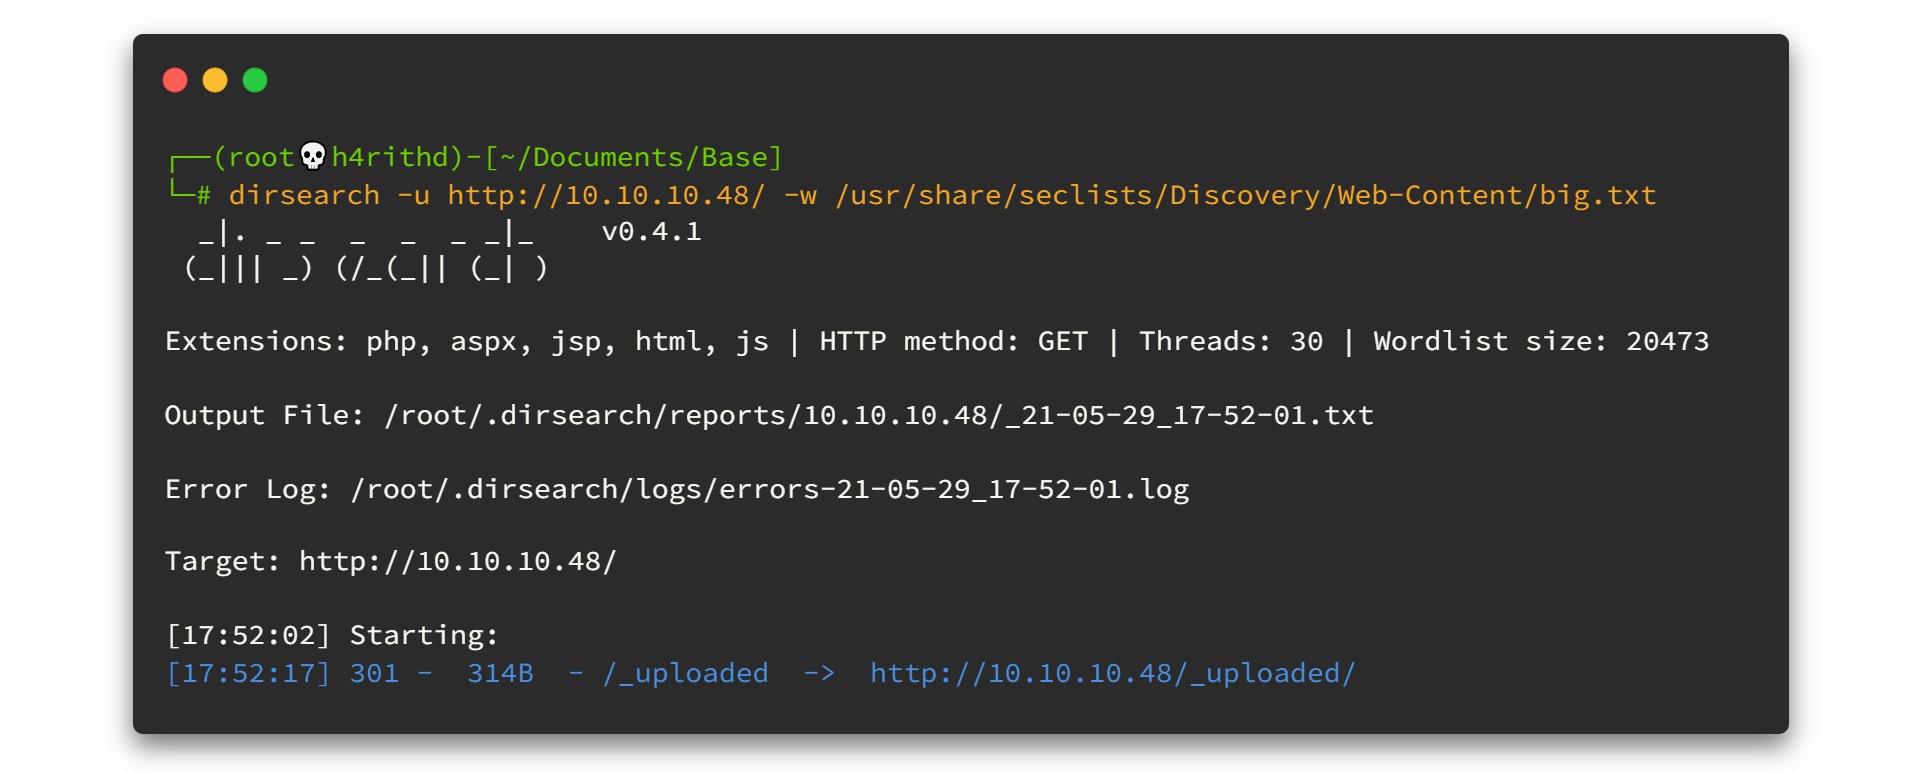 ┌──(root💀h4rithd)-[~/Documents/Base]
└─# dirsearch -u http://10.10.10.48/ -w /usr/share/seclists/Discovery/Web-Content/big.txt
  _|. _ _  _  _  _ _|_    v0.4.1
 (_||| _) (/_(_|| (_| )
Extensions: php, aspx, jsp, html, js | HTTP method: GET | Threads: 30 | Wordlist size: 20473
Output File: /root/.dirsearch/reports/10.10.10.48/_21-05-29_17-52-01.txt
Error Log: /root/.dirsearch/logs/errors-21-05-29_17-52-01.log
Target: http://10.10.10.48/
[17:52:02] Starting:
[17:52:17] 301 -  314B  - /_uploaded  ->  http://10.10.10.48/_uploaded/